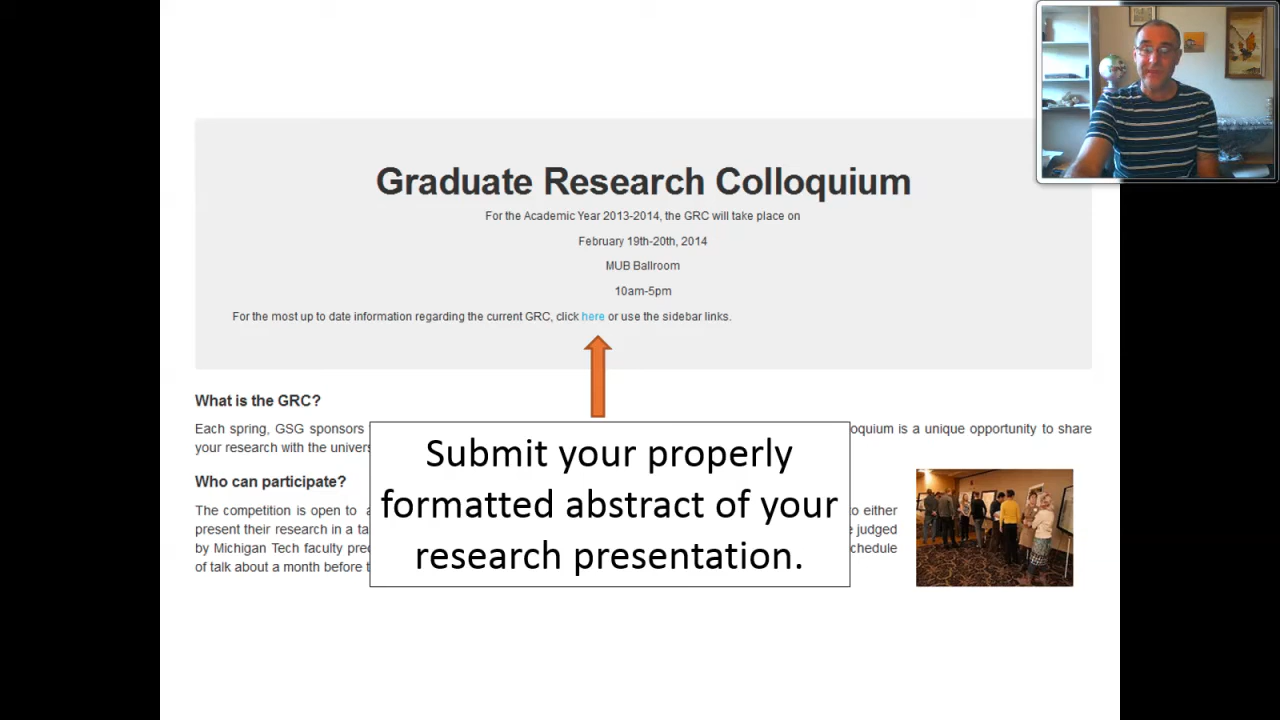 Graduate Research Colloquium
For the Academic Year 2013-2014, the GRC will take place on
February 19th-20th, 2014
MUB Ballroom
10am-5pm
For the most up to date information regarding the current GRC, click here or use the sidebar links.
What is the GRC?
Each spring, GSG sponsors oquium is a unique opportunity to share
your research with the univers
Who can participate?
The competition is open to to either
present their research in a ta judged
by Michigan Tech faculty pred chedule
of talk about a month before t
Submit your properly
formatted abstract of your
research presentation.